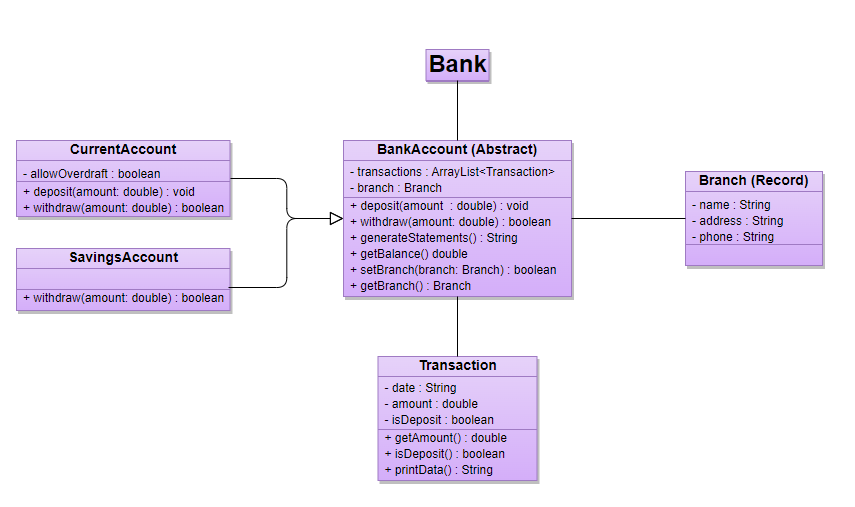 Bank
CurrentAccount
- allowOverdraft : boolean
+ deposit(amount: double) : void
+ withdraw(amount: double) : boolean
SavingsAccount
+ withdraw(amount: double) : boolean
BankAccount (Abstract)
- transactions : ArrayList<Transaction>
- branch : Branch
+ deposit(amount : double) : void
+ withdraw(amount: double) : boolean
+ generateStatements() : String
+ getBalance() double
+ setBranch(branch: Branch) : boolean
+ getBranch() : Branch
Branch (Record)
- name : String
- address : String
- phone : String
Transaction
- date : String
- amount : double
- isDeposit : boolean
+ getAmount() : double
+ isDeposit() : boolean
+ printData() : String